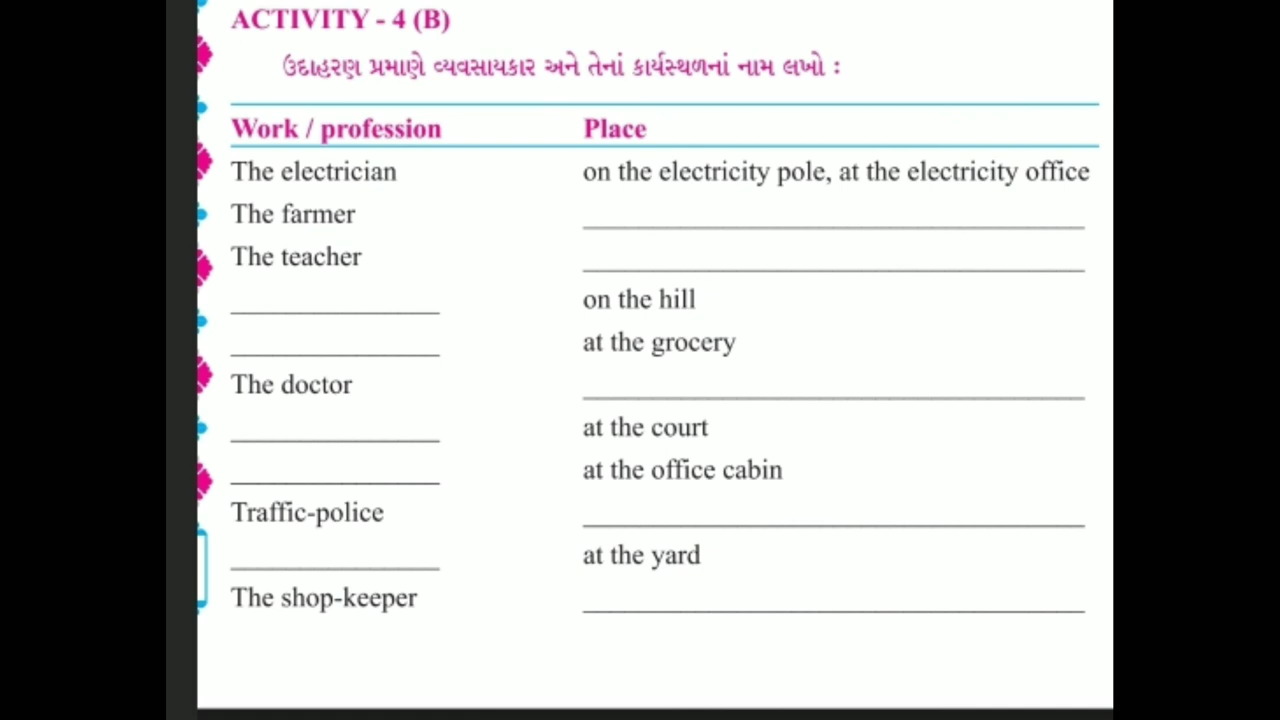 ACTIVITY - 4 (B)
ઉદાહરણ પ્રમાણે વ્યવસાયકાર અને તેનાં કાર્યસ્થળનાં નામ લખો :
Work / profession Place
The electrician on the electricity pole, at the electricity office
The farmer
The teacher
on the hill
at the grocery
The doctor
at the court
at the office cabin
Traffic-police
at the yard
The shop-keeper